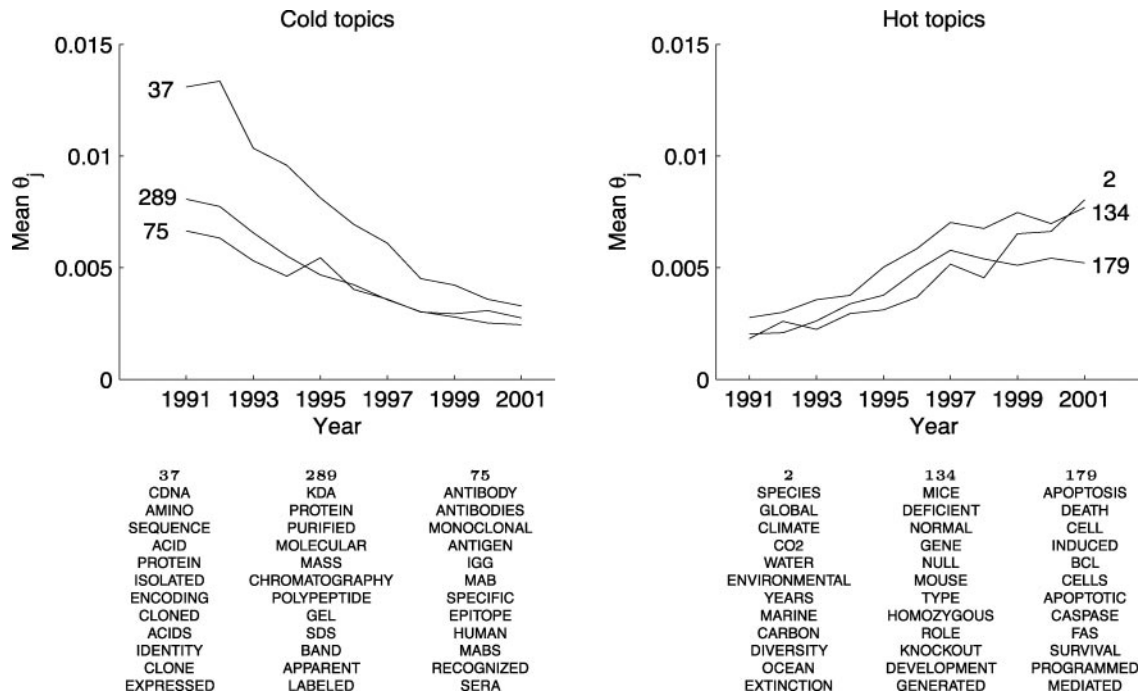 Cold topics
0.015
0.01
0.005
0
Mean θj
37
289
75
1991 1993 1995 1997 1999 2001
Year
37 289 75
CDNA KDA ANTIBODY
AMINO PROTEIN ANTIBODIES
SEQUENCE PURIFIED MONOCLONAL
ACID MOLECULAR ANTIGEN
PROTEIN MASS IGG
ISOLATED CHROMATOGRAPHY MAB
ENCODING POLYPEPTIDE SPECIFIC
CLONED GEL EPITOPE
ACIDS SDS HUMAN
IDENTITY BAND MABS
CLONE APPARENT RECOGNIZED
EXPRESSED LABELED SERA
Hot topics
0.015
0.01
0.005
0
Mean θj
2
134
179
1991 1993 1995 1997 1999 2001
Year
2 134 179
SPECIES MICE APOPTOSIS
GLOBAL DEFICIENT DEATH
CLIMATE NORMAL CELL
CO2 GENE INDUCED
WATER NULL BCL
ENVIRONMENTAL MOUSE CELLS
YEARS TYPE APOPTOTIC
MARINE HOMOZYGOUS CASPASE
CARBON ROLE FAS
DIVERSITY KNOCKOUT SURVIVAL
OCEAN DEVELOPMENT PROGRAMMED
EXTINCTION GENERATED MEDIATED